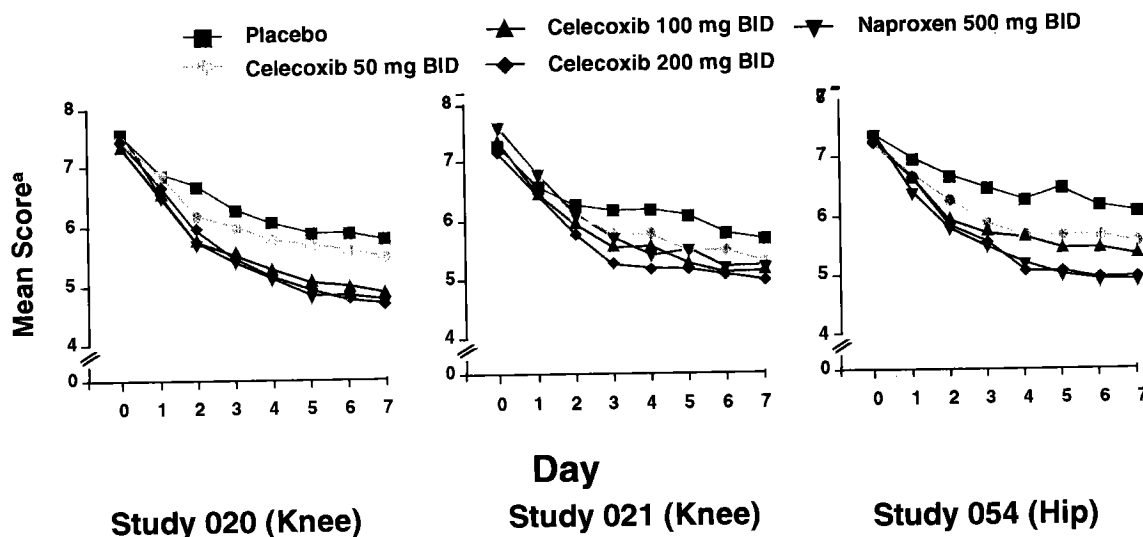 Placebo
Celecoxib 100 mg BID
Naproxen 500 mg BID
Celecoxib 50 mg BID
Celecoxib 200 mg BID
Mean Scoreᵃ
8
7
6
5
4
0
0 1 2 3 4 5 6 7
8
7
6
5
4
0
0 1 2 3 4 5 6 7
7
6
5
4
0
0 1 2 3 4 5 6 7
Day
Study 020 (Knee)
Study 021 (Knee)
Study 054 (Hip)